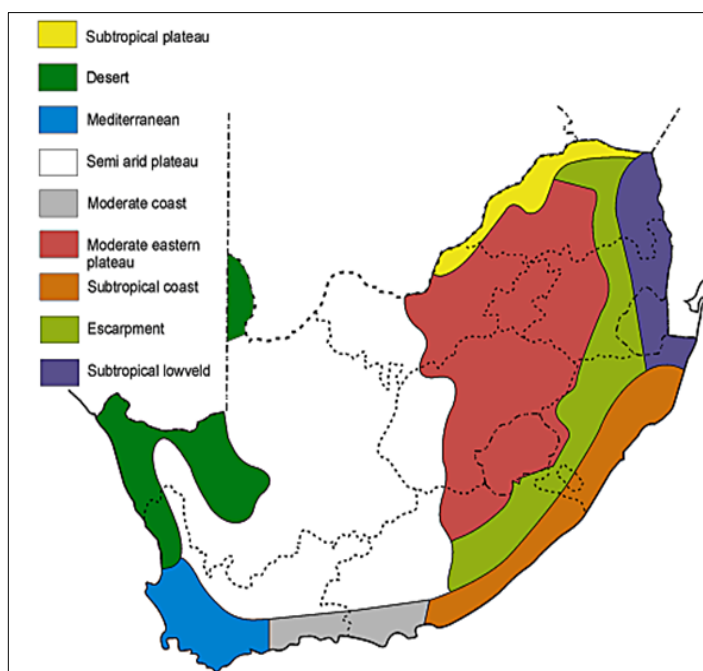 Subtropical plateau
Desert
Mediterranean
Semi arid plateau
Moderate coast
Moderate eastern
plateau
Subtropical coast
Escarpment
Subtropical lowveld